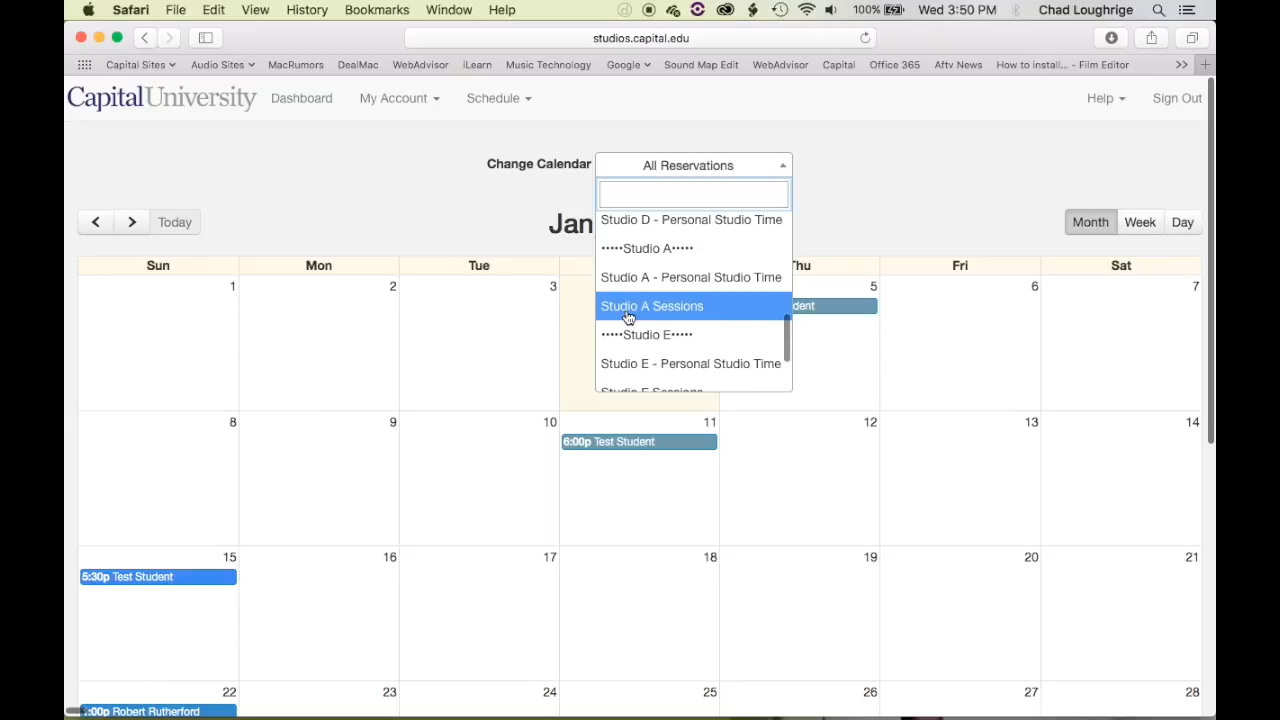 Safari File Edit View History Bookmarks Window Help 100% Wed 3:50 PM Chad Loughrige
studios.capital.edu
Capital Sites Audio Sites MacRumors DealMac WEBAdvisor iLearn Music Technology Google Sound Map Edit WEBAdvisor Capital Office 365 Aftv News How to install... - Film Editor >> +
Capital University Dashboard My Account Schedule Help Sign Out
Change Calendar All Reservations
Studio D - Personal Studio Time
•••••Studio A•••••
Studio A - Personal Studio Time
Studio A Sessions
•••••Studio E•••••
Studio E - Personal Studio Time
Studio E Sessions
< > Today Jan Month Week Day
Sun Mon Tue Thu Fri Sat
1 2 3 5 6 7
dent
8 9 10 11 12 13 14
6:00p Test Student
15 16 17 18 19 20 21
5:30p Test Student
22 23 24 25 26 27 28
:00p Robert Rutherford